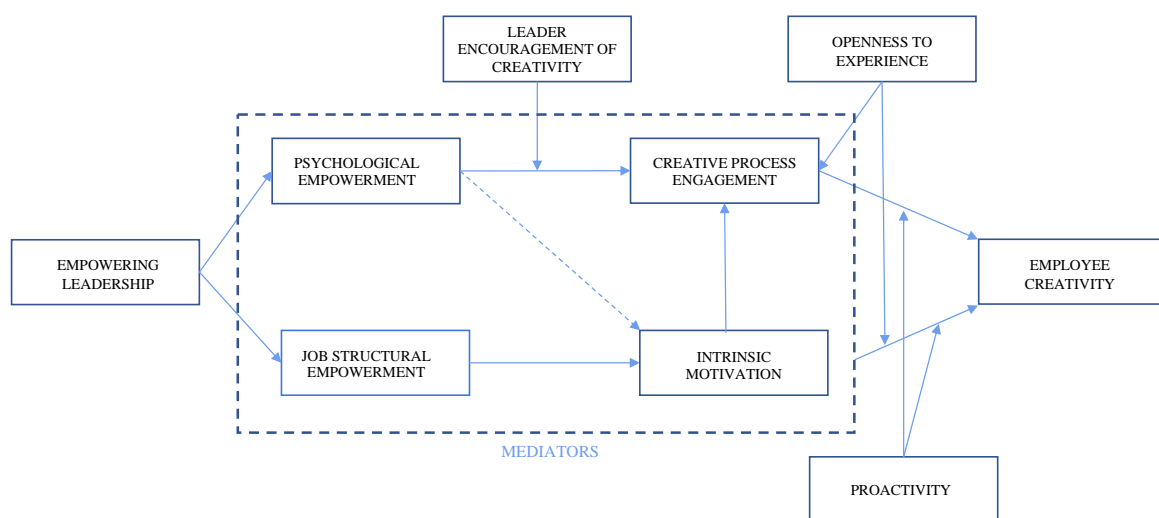 LEADER
ENCOURAGEMENT OF
CREATIVITY
OPENNESS TO
EXPERIENCE
PSYCHOLOGICAL
EMPOWERMENT
CREATIVE PROCESS
ENGAGEMENT
EMPOWERING
LEADERSHIP
EMPLOYEE
CREATIVITY
JOB STRUCTURAL
EMPOWERMENT
INTRINSIC
MOTIVATION
MEDIATORS
PROACTIVITY